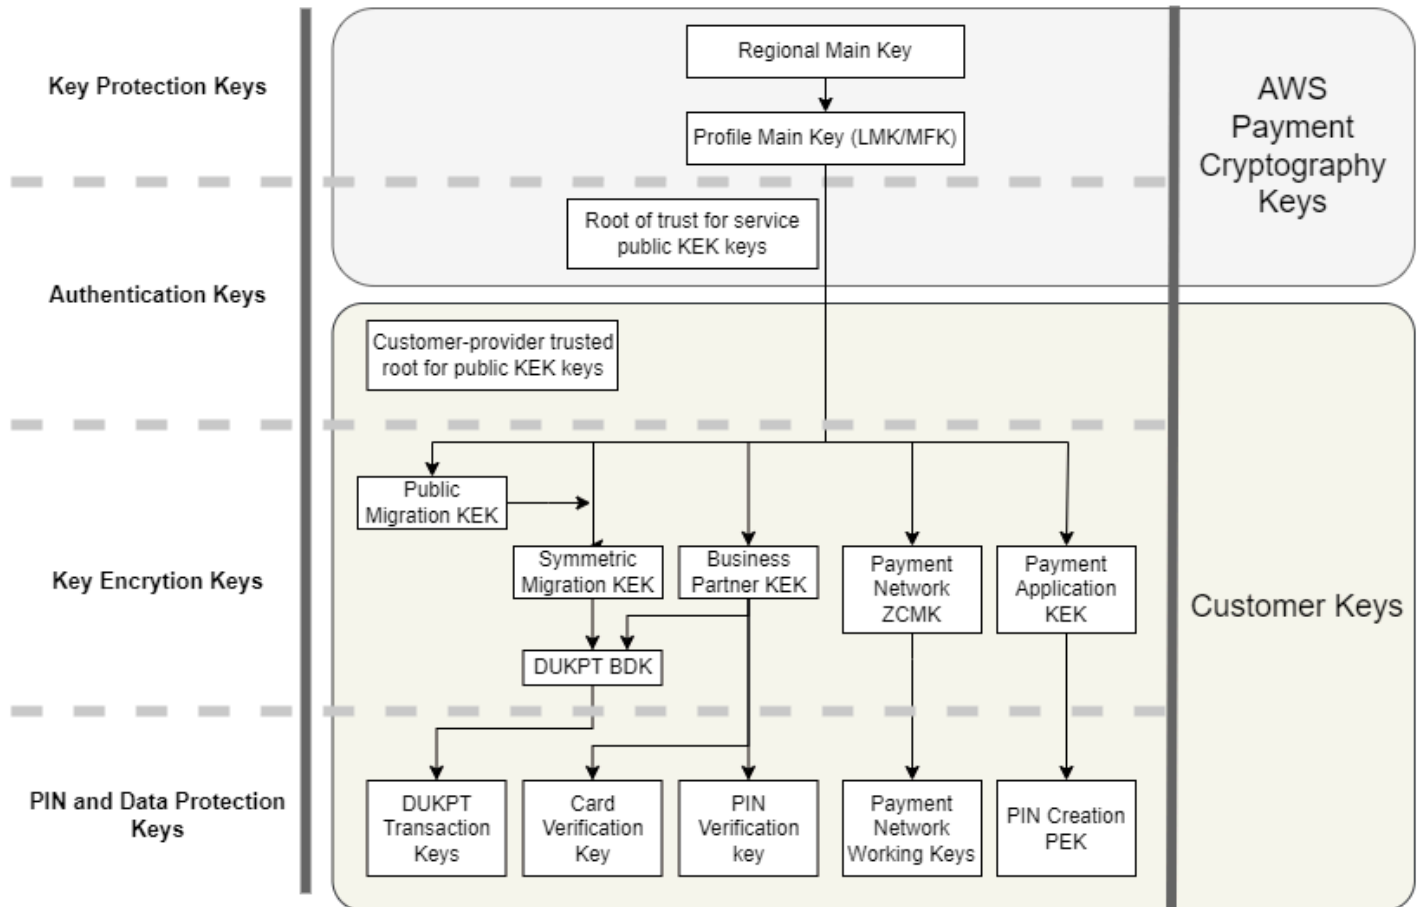 Key Protection Keys
Regional Main Key
Profile Main Key (LMK/MFK)
AWS
Payment
Cryptography
Keys
Authentication Keys
Root of trust for service
public KEK keys
Customer-provider trusted
root for public KEK keys
Key Encrytion Keys
Public
Migration KEK
Symmetric
Migration KEK
Business
Partner KEK
Payment
Network
ZCMK
Payment
Application
KEK
DUKPT BDK
Customer Keys
PIN and Data Protection
Keys
DUKPT
Transaction
Keys
Card
Verification
Key
PIN
Verification
key
Payment
Network
Working Keys
PIN Creation
PEK